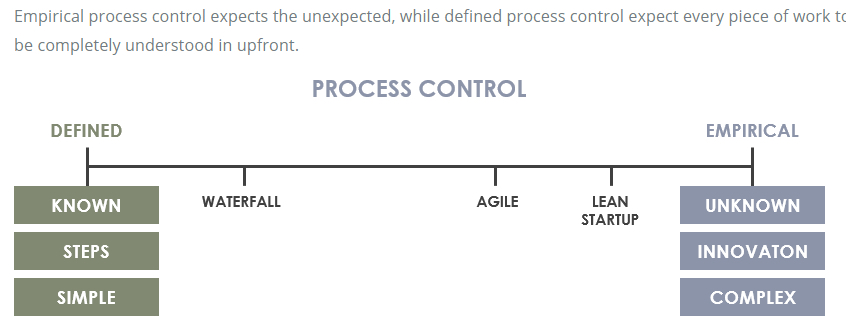 Empirical process control expects the unexpected, while defined process control expect every piece of work to
be completely understood in upfront.
PROCESS CONTROL
DEFINED
EMPIRICAL
KNOWN
WATERFALL
AGILE
LEAN
STARTUP
UNKNOWN
STEPS
INNOVATON
SIMPLE
COMPLEX